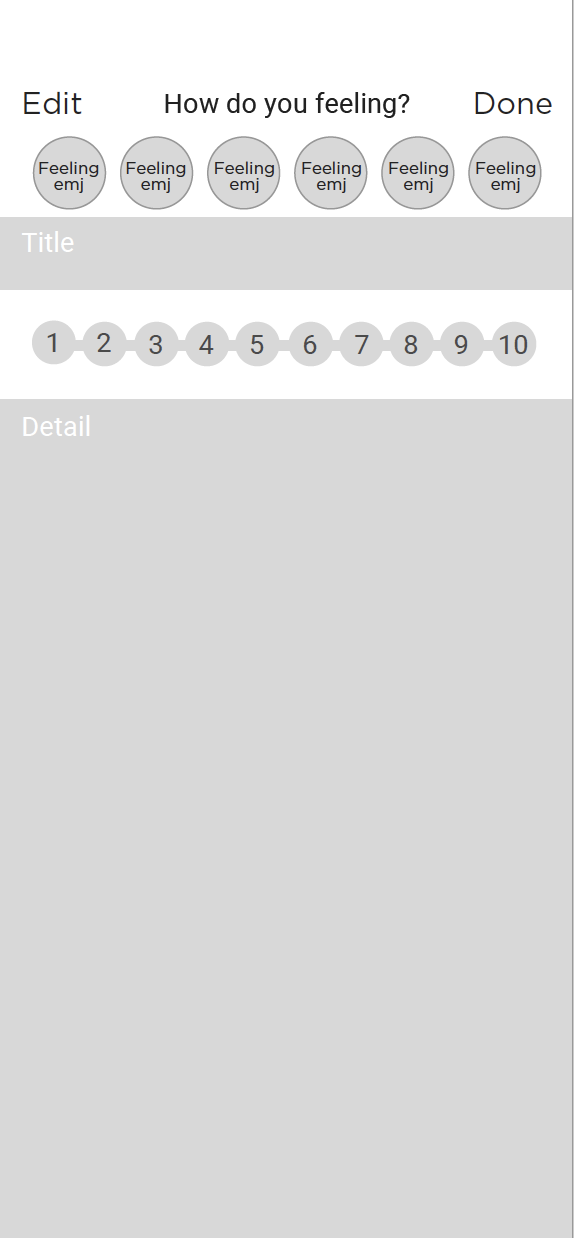 Edit How do you feeling? Done
Feeling Feeling Feeling Feeling Feeling Feeling
emj emj emj emj emj emj
Title
1 2 3 4 5 6 7 8 9 10
Detail